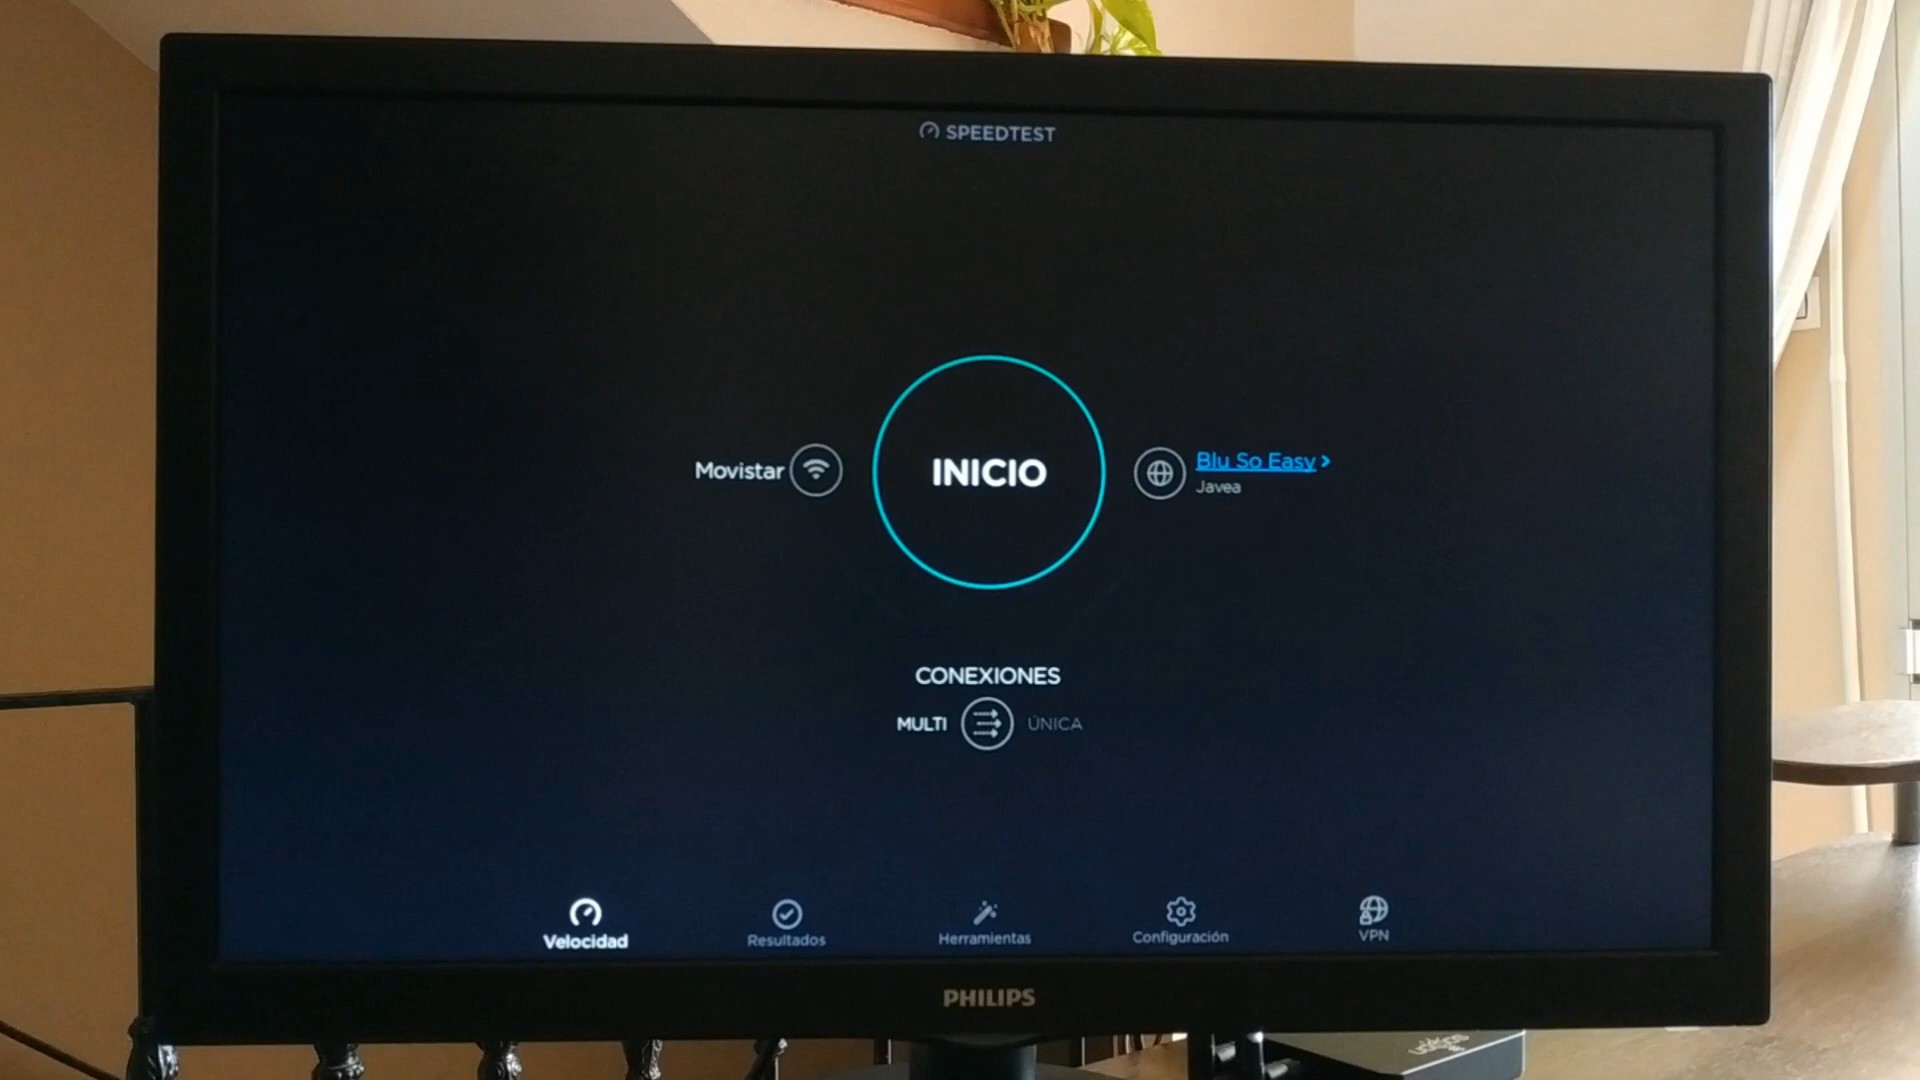 SPEEDTEST
Movistar
INICIO
Blu So Easy
Javea
CONEXIONES
MULTI
ÚNICA
Velocidad
Resultados
Herramientas
Configuración
VPN
PHILIPS